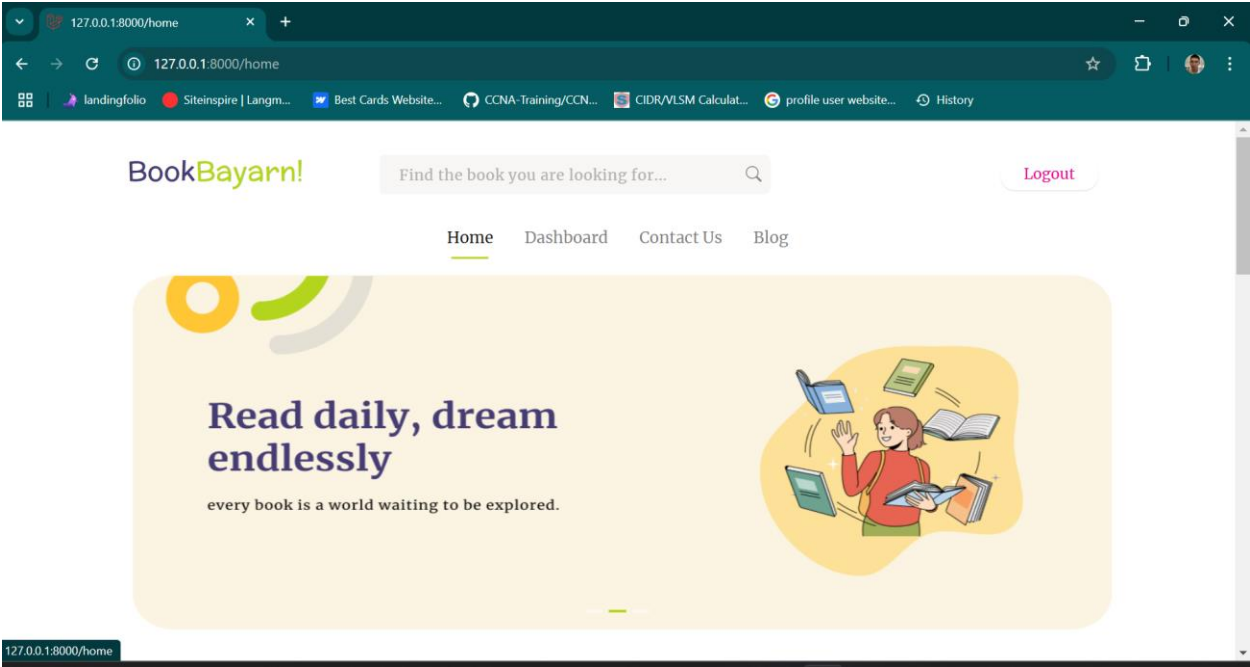 127.0.0.1:8000/home
127.0.0.1:8000/home
landingfolio
Siteinspire | Langm...
Best Cards Website...
CCNA-Training/CCN...
CIDR/VLSM Calculat...
profile user website...
History
BookBayarn!
Find the book you are looking for...
Logout
Home
Dashboard
Contact Us
Blog
Read daily, dream
endlessly
every book is a world waiting to be explored.
127.0.0.1:8000/home